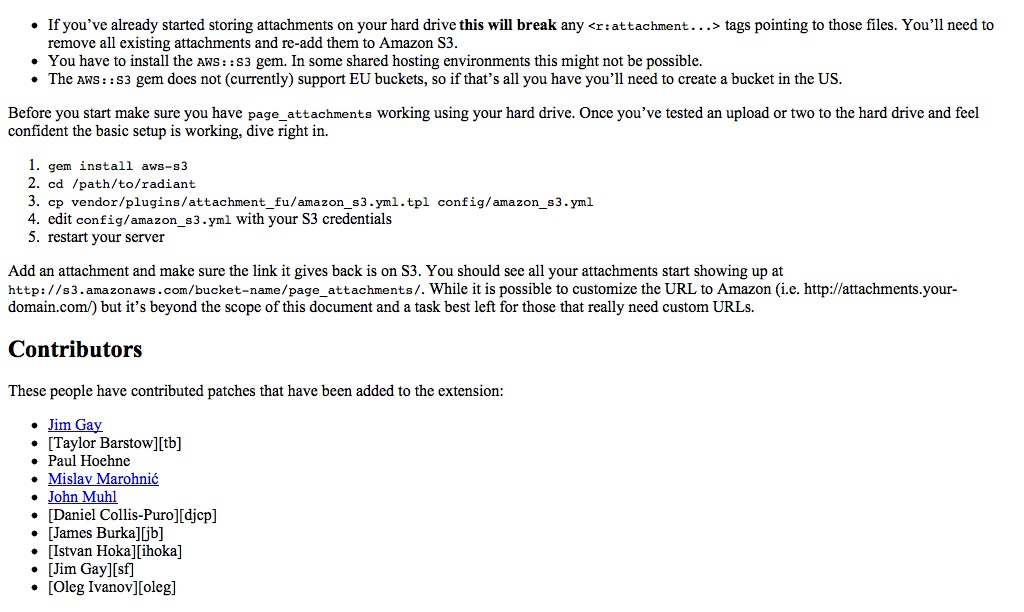 • If you’ve already started storing attachments on your hard drive this will break any <r:attachment...> tags pointing to those files. You’ll need to
remove all existing attachments and re-add them to Amazon S3.
• You have to install the AWS::S3 gem. In some shared hosting environments this might not be possible.
• The AWS::S3 gem does not (currently) support EU buckets, so if that’s all you have you’ll need to create a bucket in the US.
Before you start make sure you have page_attachments working using your hard drive. Once you’ve tested an upload or two to the hard drive and feel
confident the basic setup is working, dive right in.
1. gem install aws-s3
2. cd /path/to/radiant
3. cp vendor/plugins/attachment_fu/amazon_s3.yml.tpl config/amazon_s3.yml
4. edit config/amazon_s3.yml with your S3 credentials
5. restart your server
Add an attachment and make sure the link it gives back is on S3. You should see all your attachments start showing up at
http://s3.amazonaws.com/bucket-name/page_attachments/. While it is possible to customize the URL to Amazon (i.e. http://attachments.your-
domain.com/) but it’s beyond the scope of this document and a task best left for those that really need custom URLs.
Contributors
These people have contributed patches that have been added to the extension:
• Jim Gay
• [Taylor Barstow][tb]
• Paul Hoehne
• Mislav Marohnić
• John Muhl
• [Daniel Collis-Puro][djcp]
• [James Burka][jb]
• [Istvan Hoka][ihoka]
• [Jim Gay][sf]
• [Oleg Ivanov][oleg]